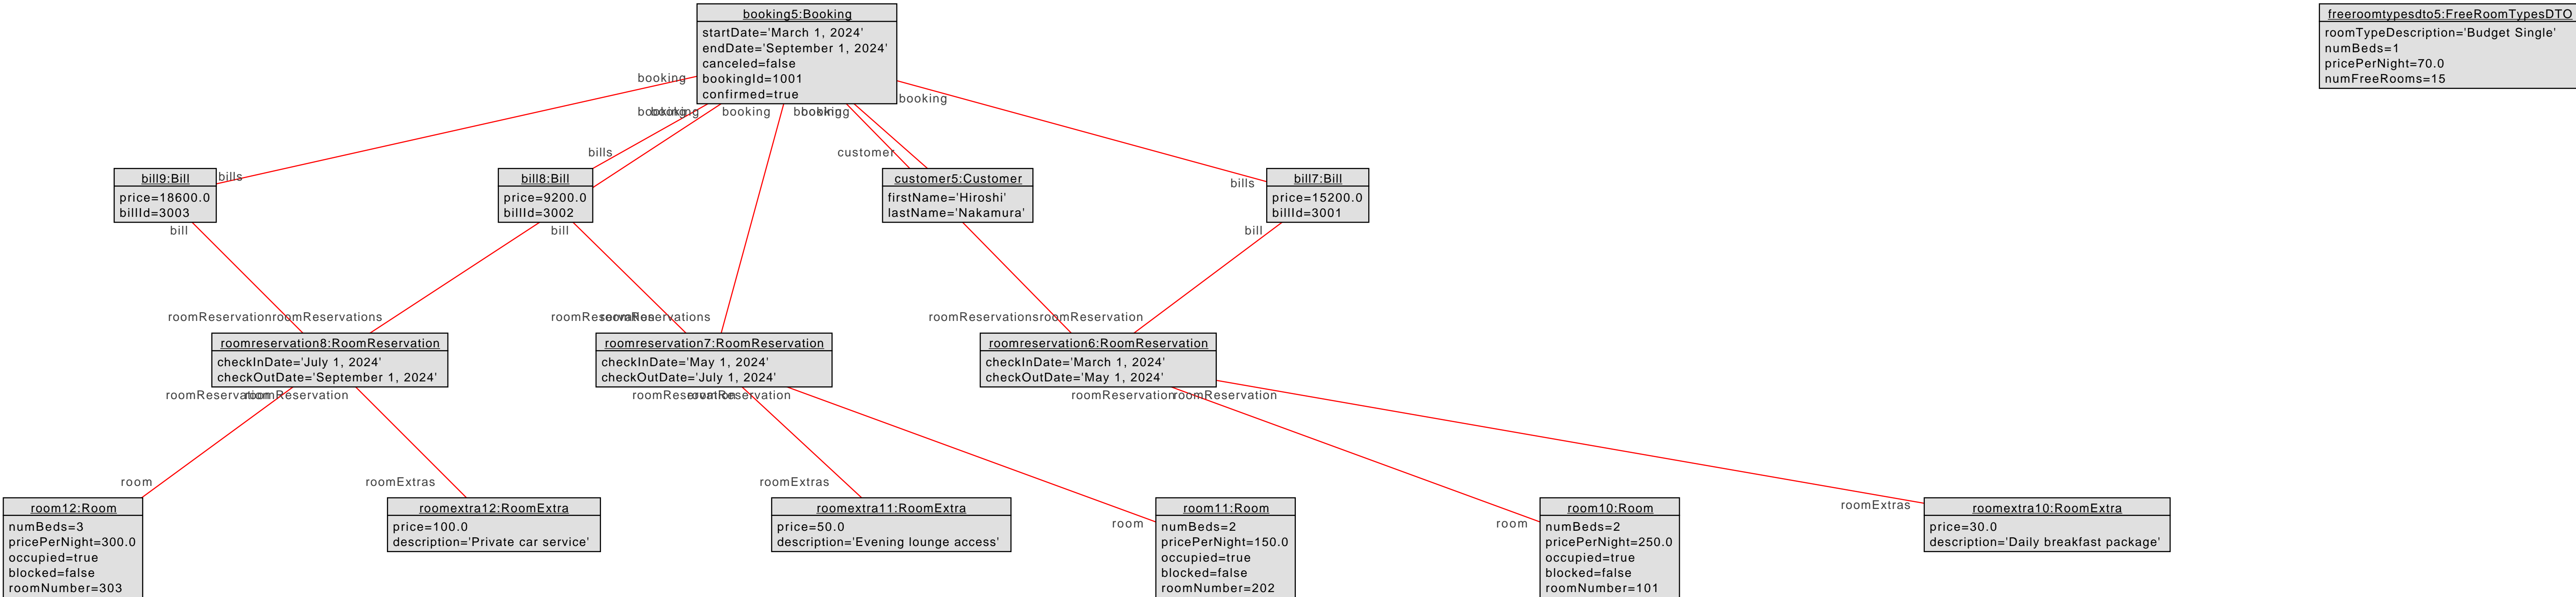 booking5:Booking
startDate='March 1, 2024'
endDate='September 1, 2024'
canceled=false
bookingId=1001
confirmed=true
freeroomtypesdto5:FreeRoomTypesDTO
roomTypeDescription='Budget Single'
numBeds=1
pricePerNight=70.0
numFreeRooms=15
booking
booking
booking
booking
booking
booking
booking
bills
bills
customer
bills
bill9:Bill
price=18600.0
billId=3003
bill8:Bill
price=9200.0
billId=3002
customer5:Customer
firstName='Hiroshi'
lastName='Nakamura'
bill7:Bill
price=15200.0
billId=3001
bill
bill
bill
roomReservation
roomReservations
roomReservation
roomReservations
roomReservations
roomReservation
roomreservation8:RoomReservation
checkInDate='July 1, 2024'
checkOutDate='September 1, 2024'
roomreservation7:RoomReservation
checkInDate='May 1, 2024'
checkOutDate='July 1, 2024'
roomreservation6:RoomReservation
checkInDate='March 1, 2024'
checkOutDate='May 1, 2024'
roomReservation
roomReservation
roomReservation
roomReservation
roomReservation
roomReservation
room
roomExtras
roomExtras
room
room
roomExtras
room12:Room
numBeds=3
pricePerNight=300.0
occupied=true
blocked=false
roomNumber=303
roomextra12:RoomExtra
price=100.0
description='Private car service'
roomextra11:RoomExtra
price=50.0
description='Evening lounge access'
room11:Room
numBeds=2
pricePerNight=150.0
occupied=true
blocked=false
roomNumber=202
room10:Room
numBeds=2
pricePerNight=250.0
occupied=true
blocked=false
roomNumber=101
roomextra10:RoomExtra
price=30.0
description='Daily breakfast package'